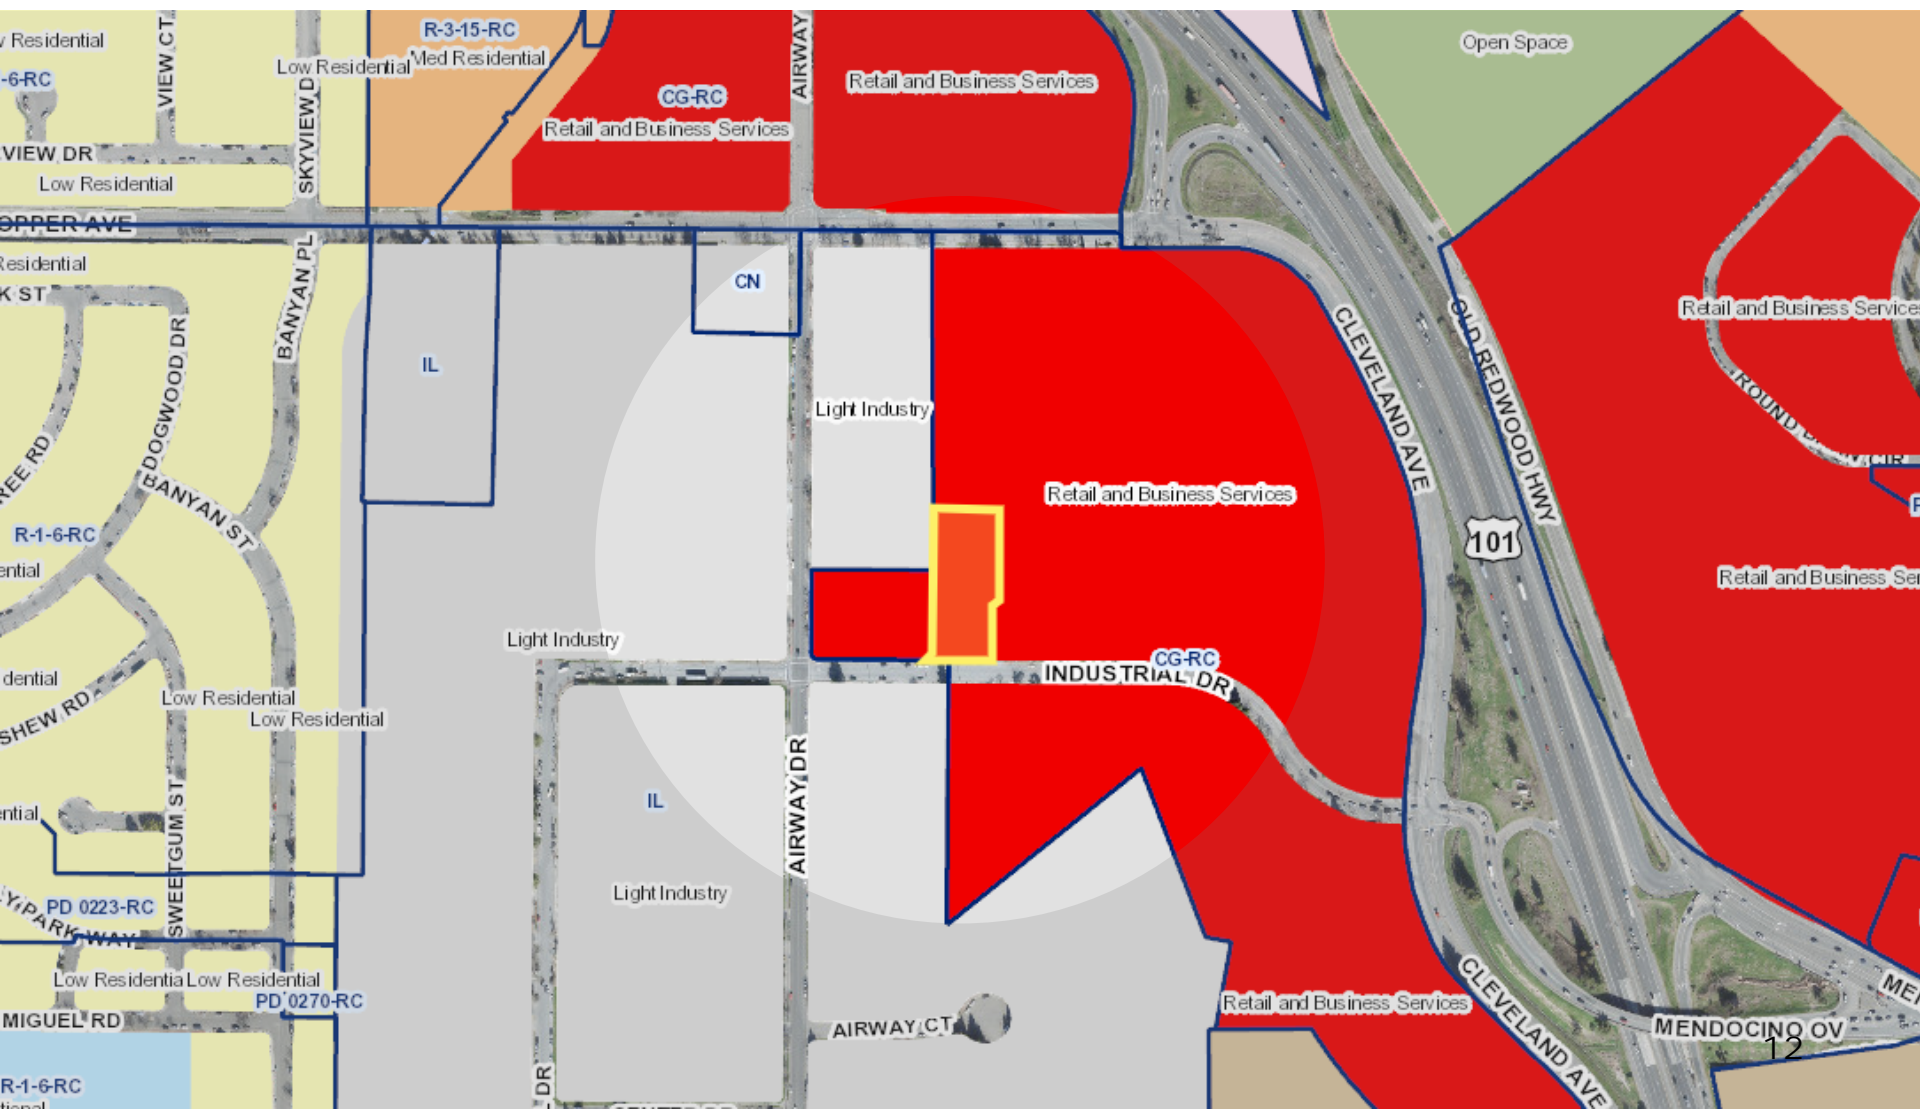 R-3-15-RC
Low Residential
Low Residential
Med Residential
VIEW CT
SKYVIEW D
AIRWAY
-6-RC
CG-RC
Retail and Business Services
Retail and Business Services
Open Space
VIEW DR
Low Residential
OPPER AVE
Residential
K ST
BANYAN PL
DOGWOOD DR
CN
IL
Light Industry
CLEVELAND AVE
OLD REDWOOD HWY
Retail and Business Services
ROUND
CIR
REE RD
BANYAN ST
Retail and Business Services
R-1-6-RC
101
ential
Retail and Business Ser
Light Industry
CG-RC
INDUSTRIAL DR
dential
Low Residential
Low Residential
SHEW RD
AIRWAY DR
IL
ential
SWEETGUM ST
Light Industry
PD 0223-RC
Y PARK WAY
Low Residentia
Low Residential
PD 0270-RC
MIGUEL RD
AIRWAY CT
Retail and Business Services
CLEVELAND AVE
MENDOCINO OV
12
R-1-6-RC
DR